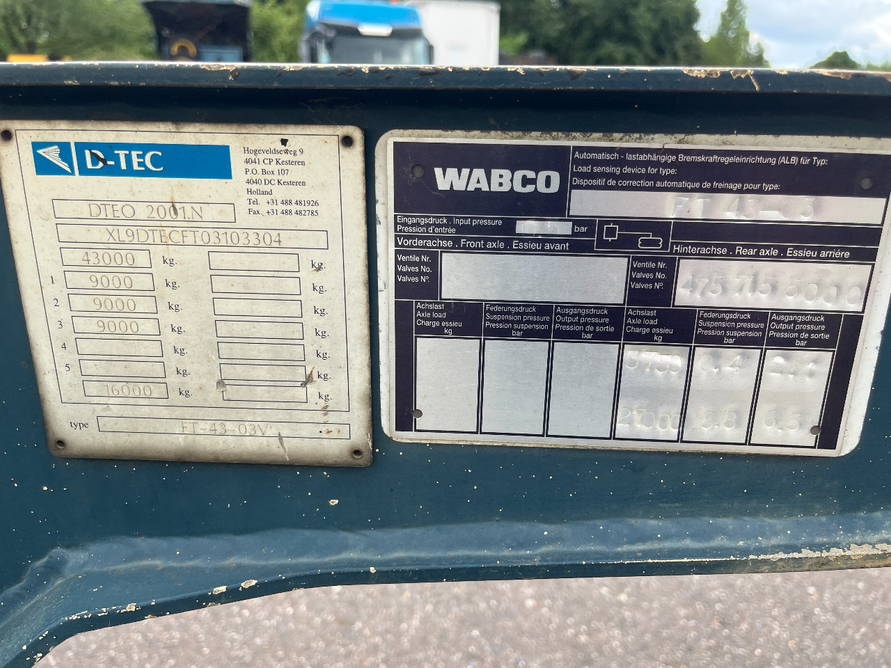 D-TEC
Hogeveldseweg 9
4041 CP Kesteren
P.O. Box 107
4040 DC Kesteren
Holland
Tel. +31 488 481926
Fax. +31 488 482785
DTEO 2001.N
XL9DTECFT03103304
43000 kg. kg.
1 9000 kg. kg.
2 9000 kg. kg.
3 9000 kg. kg.
4 kg. kg.
5 kg. kg.
16000 kg. kg.
type FT-43-03V
WABCO
Automatisch - lastabhängige Bremskraftregeleinrichtung (ALB) für Typ:
Load sensing device for type:
Dispositif de correction automatique de freinage pour type:
Eingangsdruck . Input pressure
Pression d'entrée bar
Vorderachse . Front axle . Essieu avant
Hinterachse . Rear axle . Essieu arriére
Ventile Nr.
Valves No.
Valves Nº.
Ventile Nr.
Valves No.
Valves Nº.
Achslast
Axle load
Charge essieu
kg
Federungsdruck
Suspension pressure
Pression suspension
bar
Ausgangsdruck
Output pressure
Pression de sortie
bar
Achslast
Axle load
Charge essieu
kg
Federungsdruck
Suspension pressure
Pression suspension
bar
Ausgangsdruck
Output pressure
Pression de sortie
bar
27000